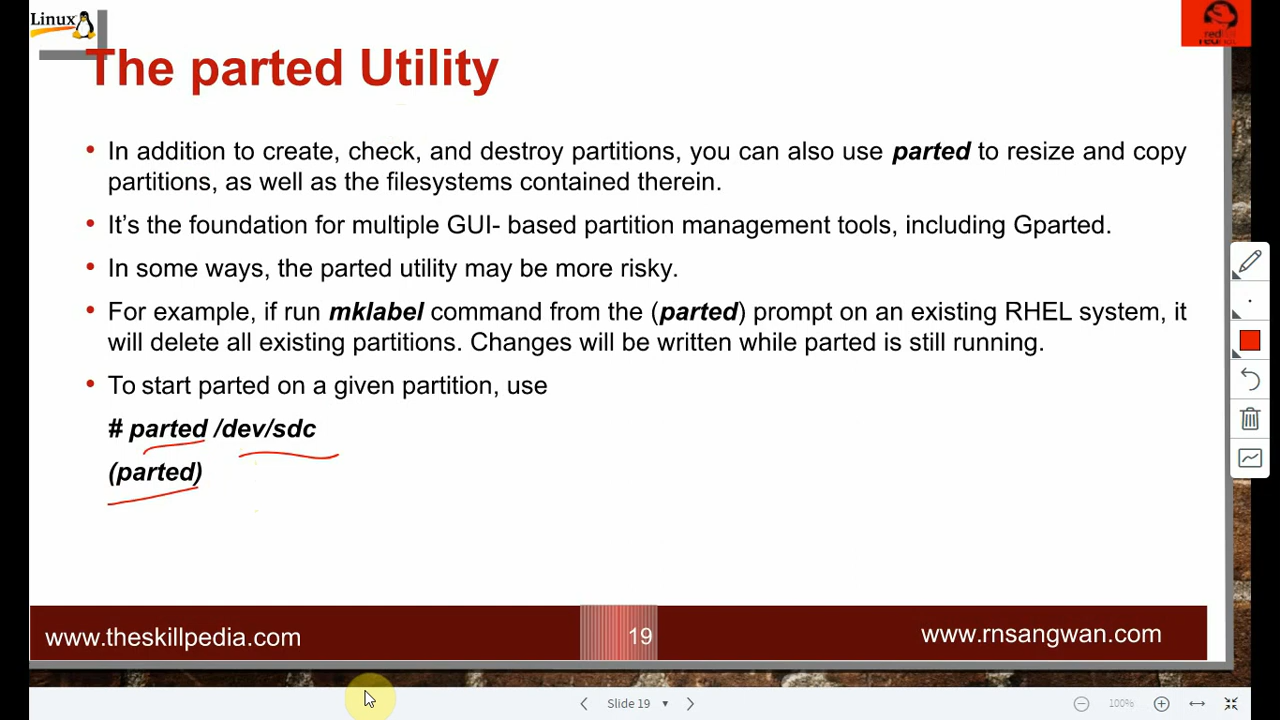 Linux
The parted Utility
• In addition to create, check, and destroy partitions, you can also use parted to resize and copy
partitions, as well as the filesystems contained therein.
• It's the foundation for multiple GUI- based partition management tools, including Gparted.
• In some ways, the parted utility may be more risky.
• For example, if run mklabel command from the (parted) prompt on an existing RHEL system, it
will delete all existing partitions. Changes will be written while parted is still running.
• To start parted on a given partition, use
# parted /dev/sdc
(parted)
www.theskillpedia.com
19
www.rnsangwan.com
Slide 19
100%